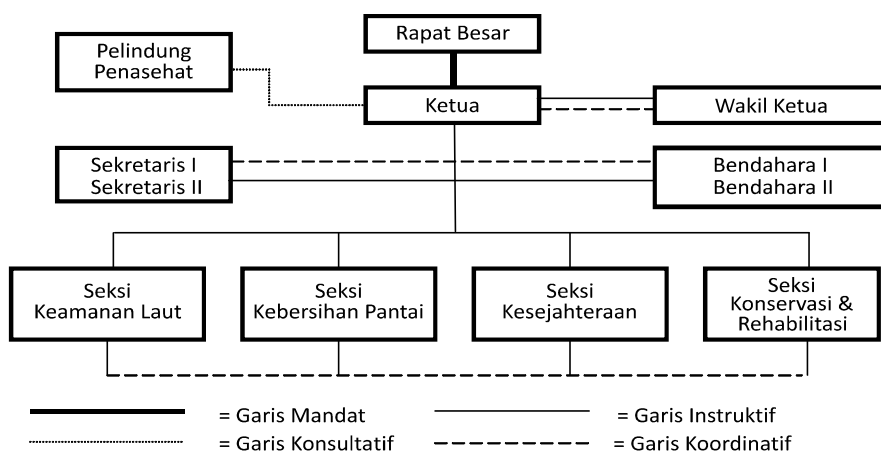 Rapat Besar
Pelindung
Penasehat
Ketua
Wakil Ketua
Sekretaris I
Sekretaris II
Bendahara I
Bendahara II
Seksi
Keamanan Laut
Seksi
Kebersihan Pantai
Seksi
Kesejahteraan
Seksi
Konservasi &
Rehabilitasi
= Garis Mandat
= Garis Instruktif
= Garis Konsultatif
= Garis Koordinatif